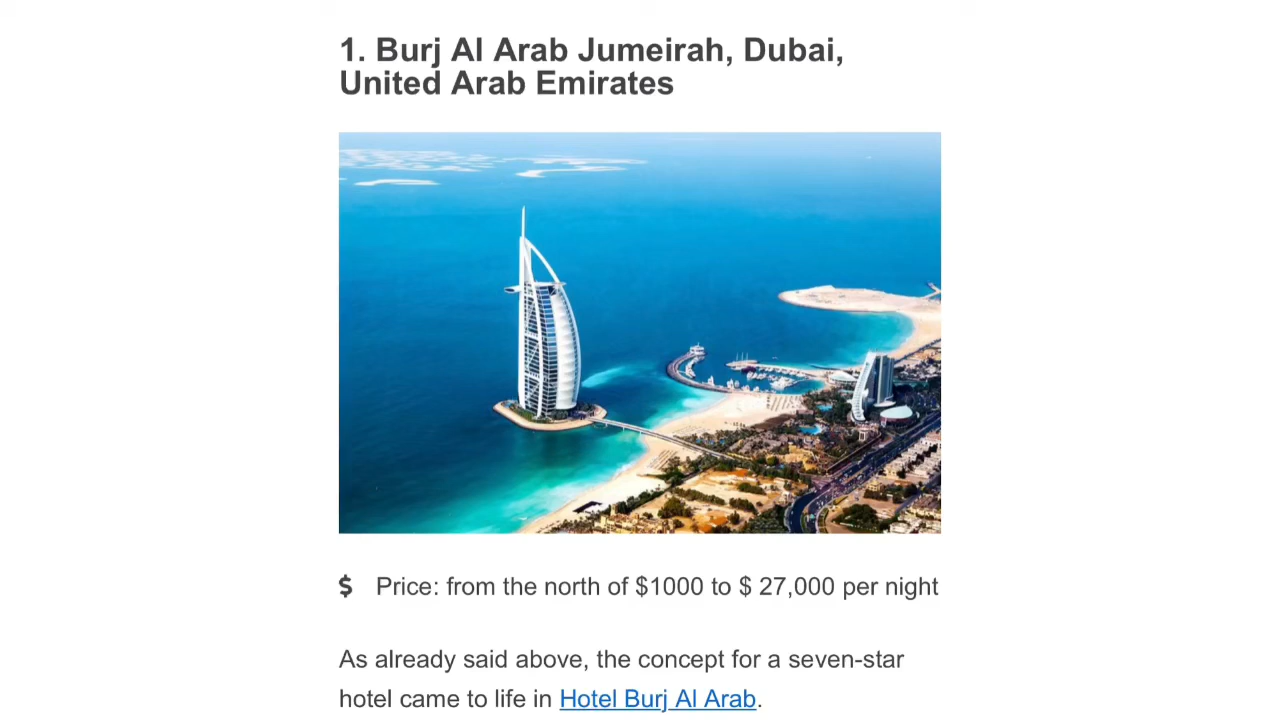 1. Burj Al Arab Jumeirah, Dubai,
United Arab Emirates
$ Price: from the north of $1000 to $ 27,000 per night
As already said above, the concept for a seven-star
hotel came to life in Hotel Burj Al Arab.